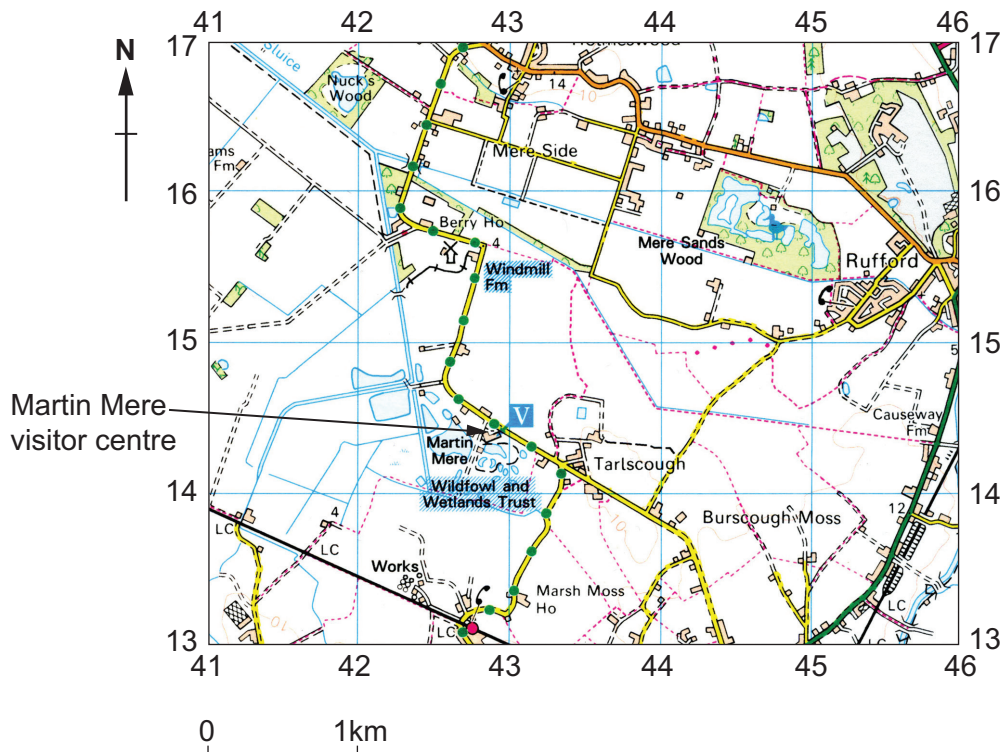 41 42 43 44 45 46
17 17
N
Sluice
Nuck's
Wood
14
10
Mere Side
Fm
16 16
Berry Ho
4
Mere Sands
Wood
Rufford
Windmill
Fm
15 15
5
Martin Mere
visitor centre
V
Causeway
Fm
Martin
Mere
Tarlscough
Wildfowl and
Wetlands Trust
14 14
10
Burscough Moss
12
LC
4
LC
Works
Marsh Moss
Ho
LC
10
LC
13 13
41 42 43 44 45 46
0 1km